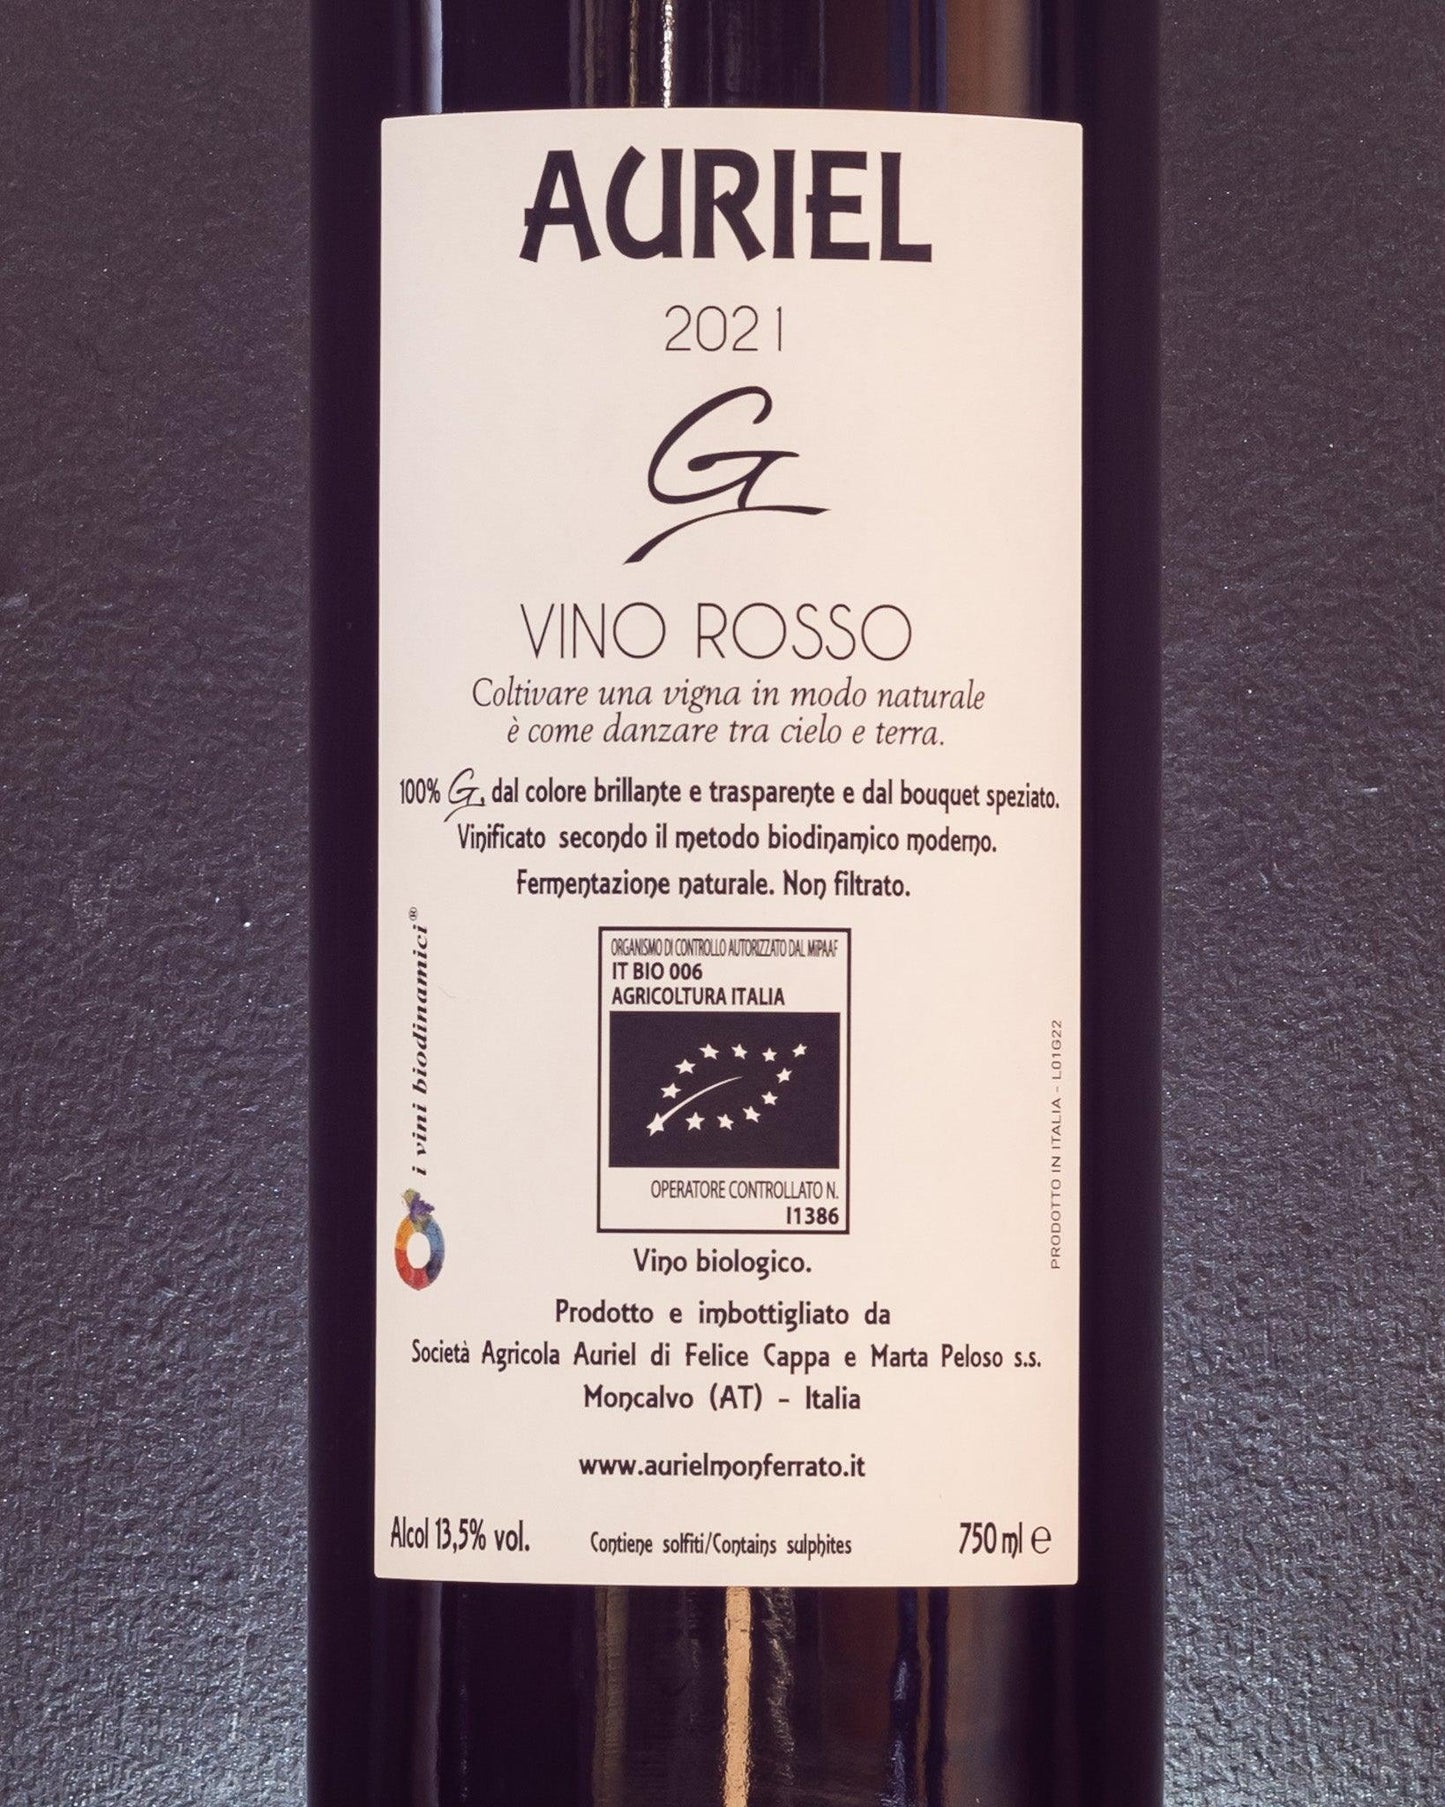 AURIEL
2021
G
VINO ROSSO
Coltivare una vigna in modo naturale
è come danzare tra cielo e terra.
100% G, dal colore brillante e trasparente e dal bouquet speziato.
Vinificato secondo il metodo biodinamico moderno.
Fermentazione naturale. Non filtrato.
i vini biodinamici®
ORGANISMO DI CONTROLLO AUTORIZZATO DAL MiPAAF
IT BIO 006
AGRICOLTURA ITALIA
OPERATORE CONTROLLATO N.
I1386
PRODOTTO IN ITALIA - L01G22
Vino biologico.
Prodotto e imbottigliato da
Società Agricola Auriel di Felice Cappa e Marta Peloso s.s.
Moncalvo (AT) - Italia
www.aurielmonferrato.it
Alcol 13,5% vol. Contiene solfiti/Contains sulphites 750 ml e